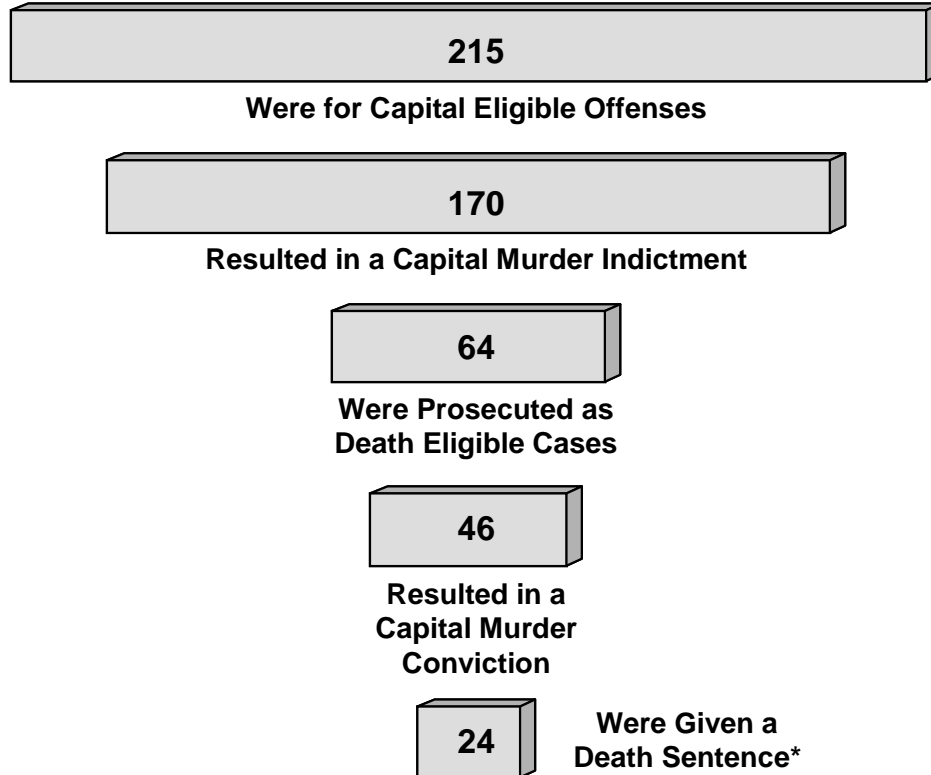 215
Were for Capital Eligible Offenses
170
Resulted in a Capital Murder Indictment
64
Were Prosecuted as
Death Eligible Cases
46
Resulted in a
Capital Murder
Conviction
24
Were Given a
Death Sentence*